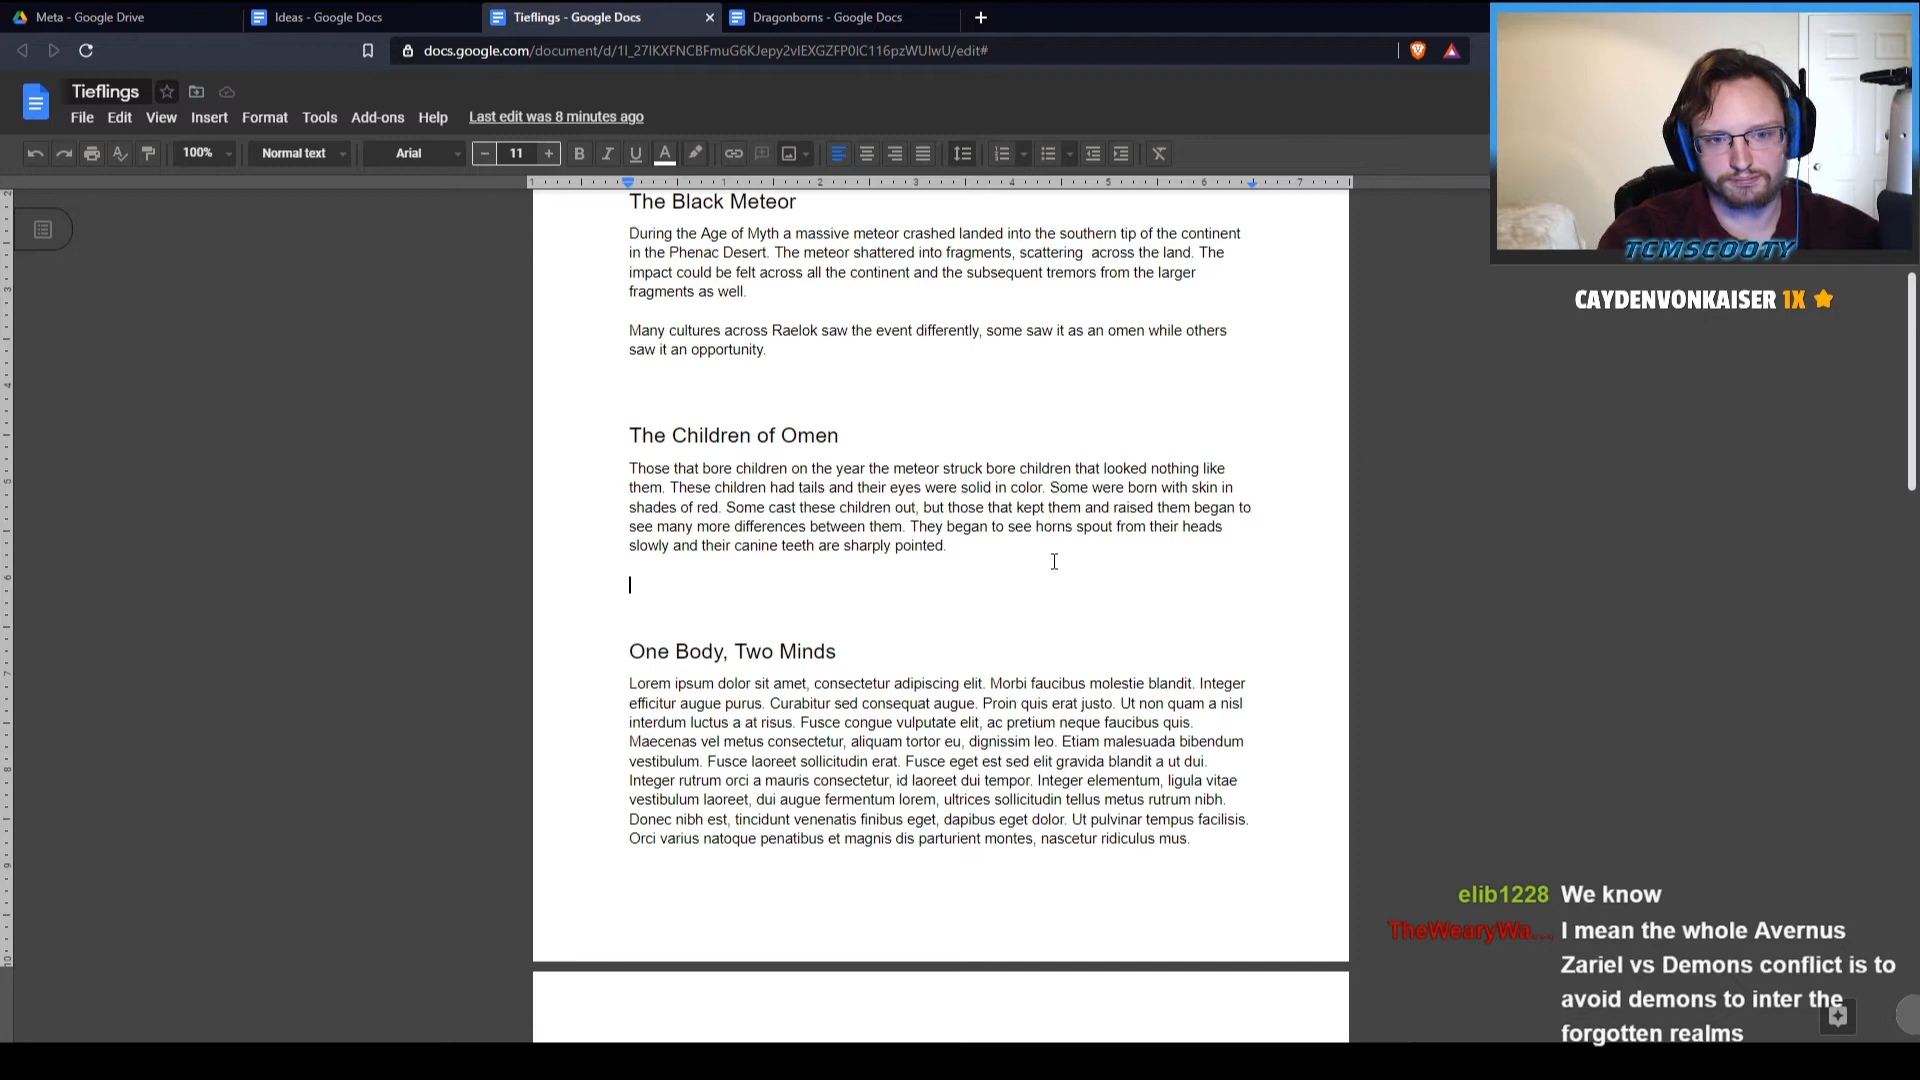 Meta - Google Drive
Ideas - Google Docs
Tieflings - Google Docs
Dragonborns - Google Docs
Tieflings
File Edit View Insert Format Tools Add-ons Help Last edit was 8 minutes ago
100% Normal text Arial 11
The Black Meteor
During the Age of Myth a massive meteor crashed landed into the southern tip of the continent
in the Phenac Desert. The meteor shattered into fragments, scattering  across the land. The
impact could be felt across all the continent and the subsequent tremors from the larger
fragments as well.
Many cultures across Raelok saw the event differently, some saw it as an omen while others
saw it an opportunity.
The Children of Omen
Those that bore children on the year the meteor struck bore children that looked nothing like
them. These children had tails and their eyes were solid in color. Some were born with skin in
shades of red. Some cast these children out, but those that kept them and raised them began to
see many more differences between them. They began to see horns spout from their heads
slowly and their canine teeth are sharply pointed.
One Body, Two Minds
Lorem ipsum dolor sit amet, consectetur adipiscing elit. Morbi faucibus molestie blandit. Integer
efficitur augue purus. Curabitur sed consequat augue. Proin quis erat justo. Ut non quam a nisl
interdum luctus a at risus. Fusce congue vulputate elit, ac pretium neque faucibus quis.
Maecenas vel metus consectetur, aliquam tortor eu, dignissim leo. Etiam malesuada bibendum
vestibulum. Fusce laoreet sollicitudin erat. Fusce eget est sed elit gravida blandit a ut dui.
Integer rutrum orci a mauris consectetur, id laoreet dui tempor. Integer elementum, ligula vitae
vestibulum laoreet, dui augue fermentum lorem, ultrices sollicitudin tellus metus rutrum nibh.
Donec nibh est, tincidunt venenatis finibus eget, dapibus eget dolor. Ut pulvinar tempus facilisis.
Orci varius natoque penatibus et magnis dis parturient montes, nascetur ridiculus mus.
TCMSCOOTY
CAYDENVONKAISER 1X
elib1228 We know
TheWearyWa... I mean the whole Avernus
Zariel vs Demons conflict is to
avoid demons to inter the
forgotten realms